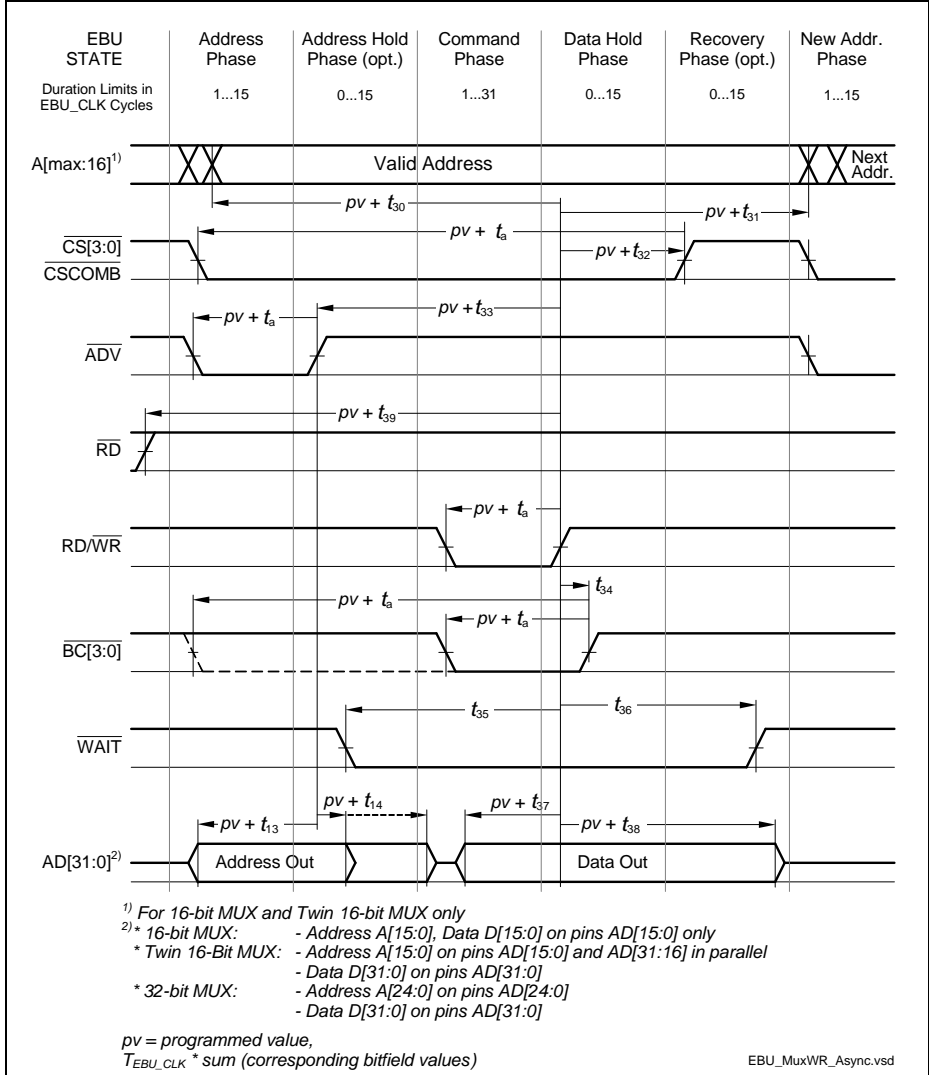 EBU STATE
Address Phase
Address Hold Phase (opt.)
Command Phase
Data Hold Phase
Recovery Phase (opt.)
New Addr. Phase
Duration Limits in EBU_CLK Cycles
1...15
0...15
1...31
0...15
0...15
1...15
A[max:16]1)
Valid Address
Next Addr.
pv + t30
pv + t31
CS[3:0]
CSCOMB
pv + ta
pv + t32
ADV
pv + ta
pv + t33
RD
pv + t39
RD/WR
pv + ta
t34
BC[3:0]
pv + ta
pv + ta
WAIT
t35
t36
AD[31:0]2)
pv + t13
pv + t14
pv + t37
pv + t38
Address Out
Data Out
1) For 16-bit MUX and Twin 16-bit MUX only
2)* 16-bit MUX: - Address A[15:0], Data D[15:0] on pins AD[15:0] only
* Twin 16-Bit MUX: - Address A[15:0] on pins AD[15:0] and AD[31:16] in parallel
- Data D[31:0] on pins AD[31:0]
* 32-bit MUX: - Address A[24:0] on pins AD[24:0]
- Data D[31:0] on pins AD[31:0]
pv = programmed value,
TEBU_CLK * sum (corresponding bitfield values)
EBU_MuxWR_Async.vsd